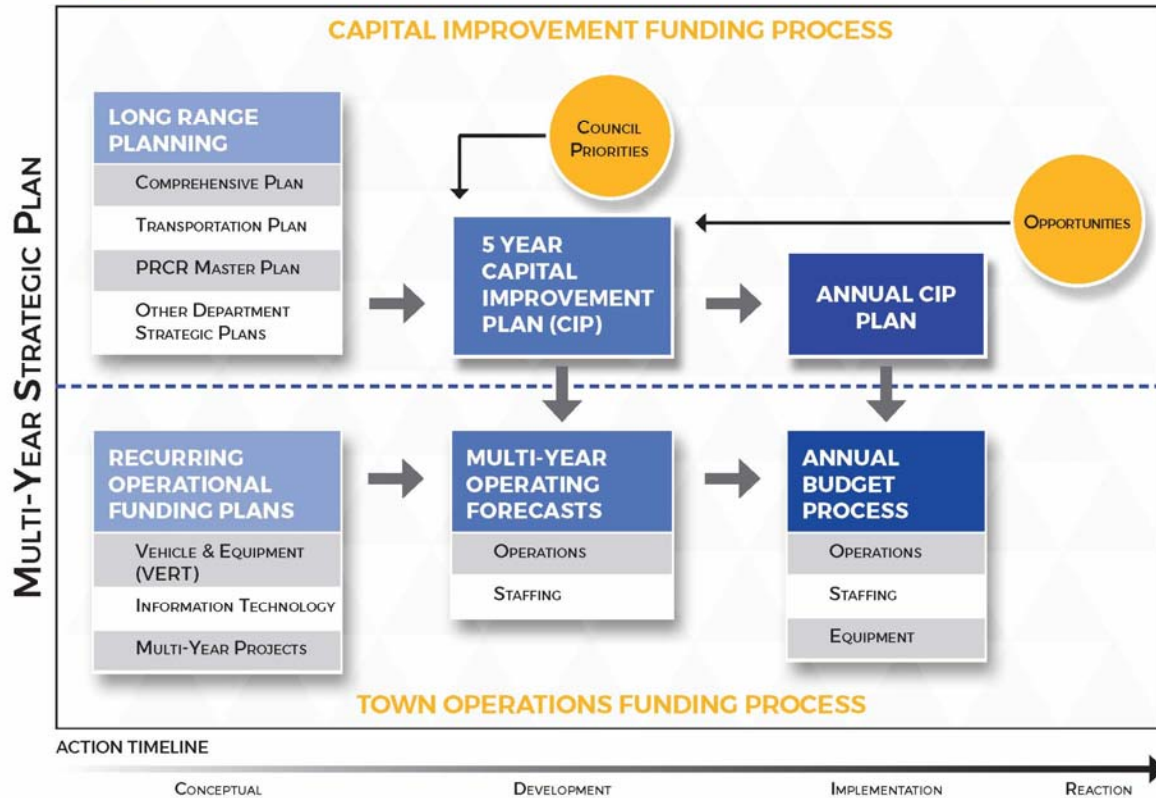 CAPITAL IMPROVEMENT FUNDING PROCESS
MULTI-YEAR STRATEGIC PLAN
LONG RANGE
PLANNING
COMPREHENSIVE PLAN
TRANSPORTATION PLAN
PRCR MASTER PLAN
OTHER DEPARTMENT
STRATEGIC PLANS
COUNCIL
PRIORITIES
5 YEAR
CAPITAL
IMPROVEMENT
PLAN (CIP)
OPPORTUNITIES
ANNUAL CIP
PLAN
RECURRING
OPERATIONAL
FUNDING PLANS
VEHICLE & EQUIPMENT
(VERT)
INFORMATION TECHNOLOGY
MULTI-YEAR PROJECTS
MULTI-YEAR
OPERATING
FORECASTS
OPERATIONS
STAFFING
ANNUAL
BUDGET
PROCESS
OPERATIONS
STAFFING
EQUIPMENT
TOWN OPERATIONS FUNDING PROCESS
ACTION TIMELINE
CONCEPTUAL
DEVELOPMENT
IMPLEMENTATION
REACTION